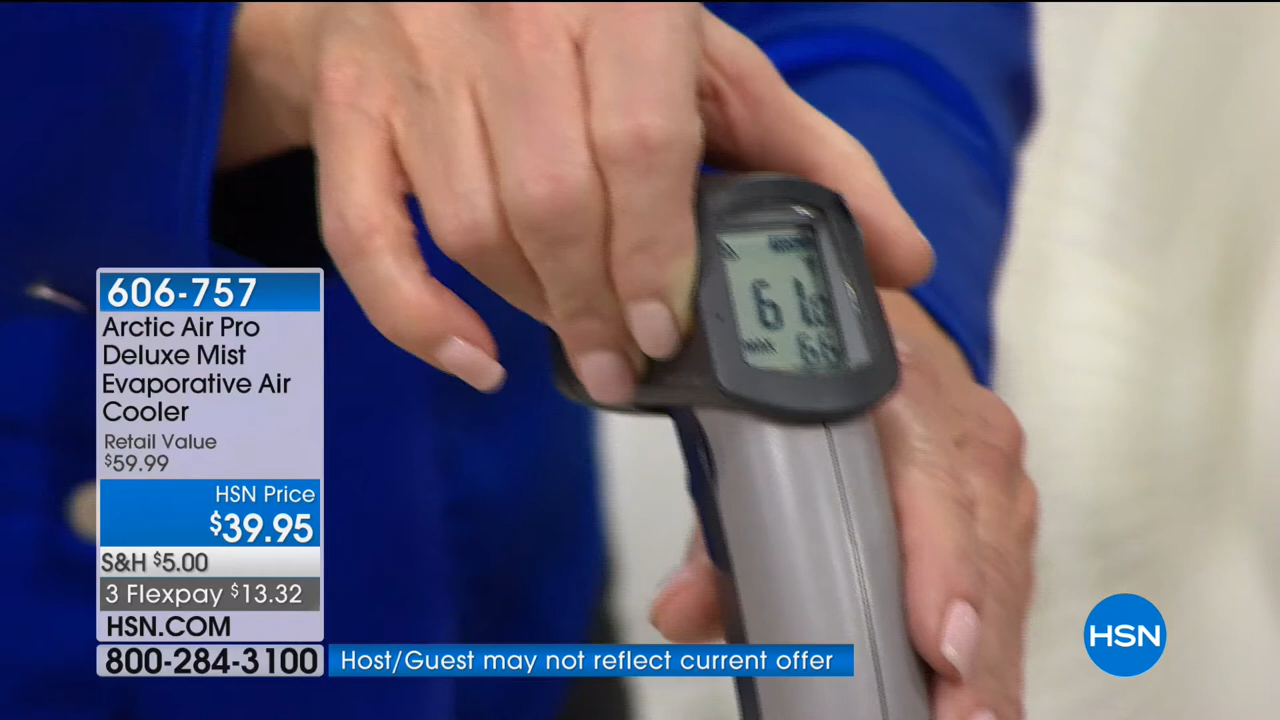 606-757
Arctic Air Pro
Deluxe Mist
Evaporative Air
Cooler
Retail Value
$59.99
HSN Price
$39.95
S&H $5.00
3 Flexpay $13.32
HSN.COM
800-284-3100
Host/Guest may not reflect current offer
HSN
MAX